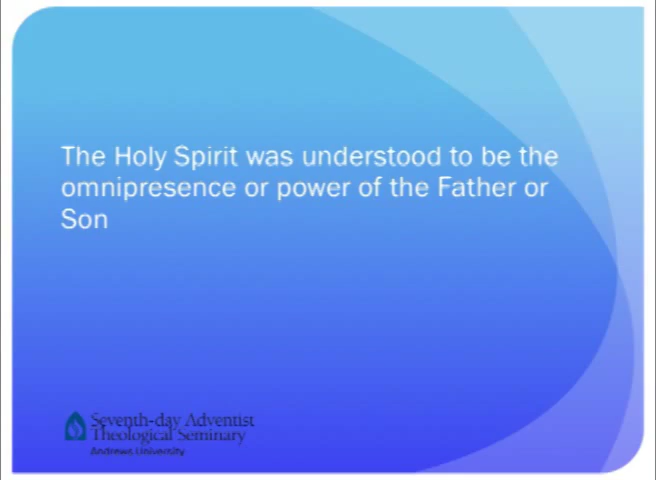 The Holy Spirit was understood to be the
omnipresence or power of the Father or
Son
Seventh-day Adventist
Theological Seminary
Andrews University